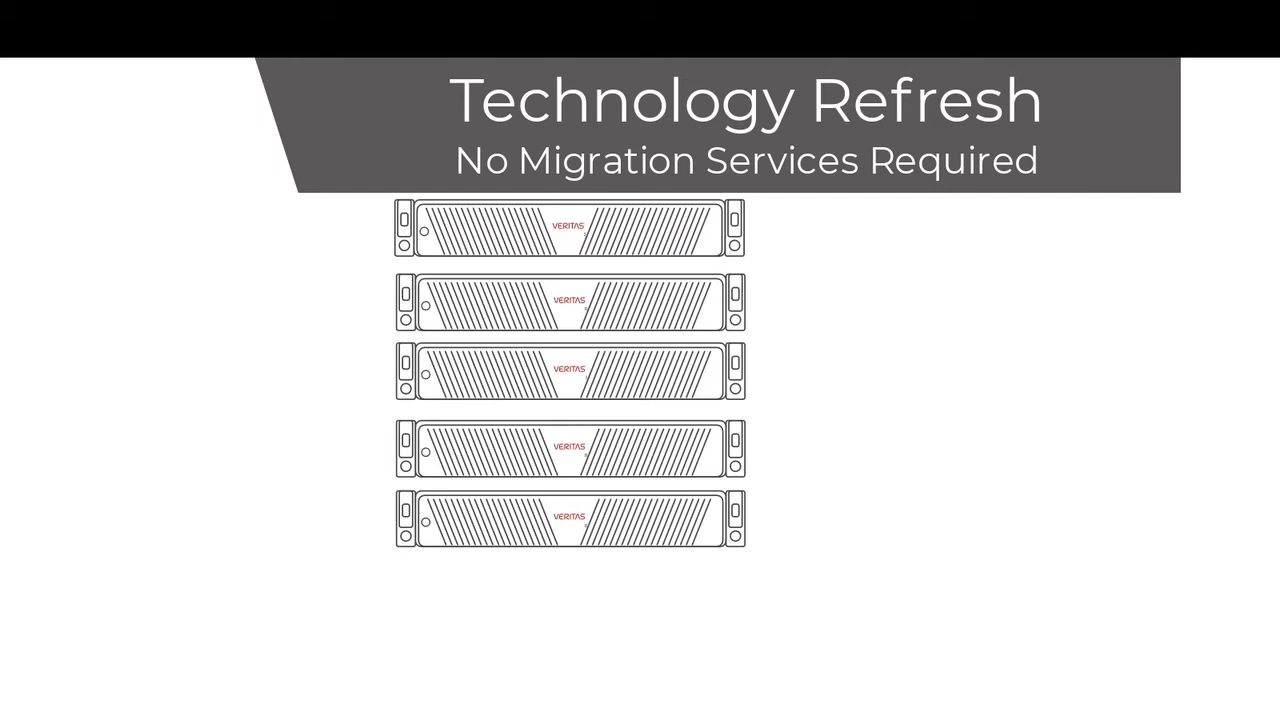 Technology Refresh
No Migration Services Required
VERITAS
VERITAS
VERITAS
VERITAS
VERITAS